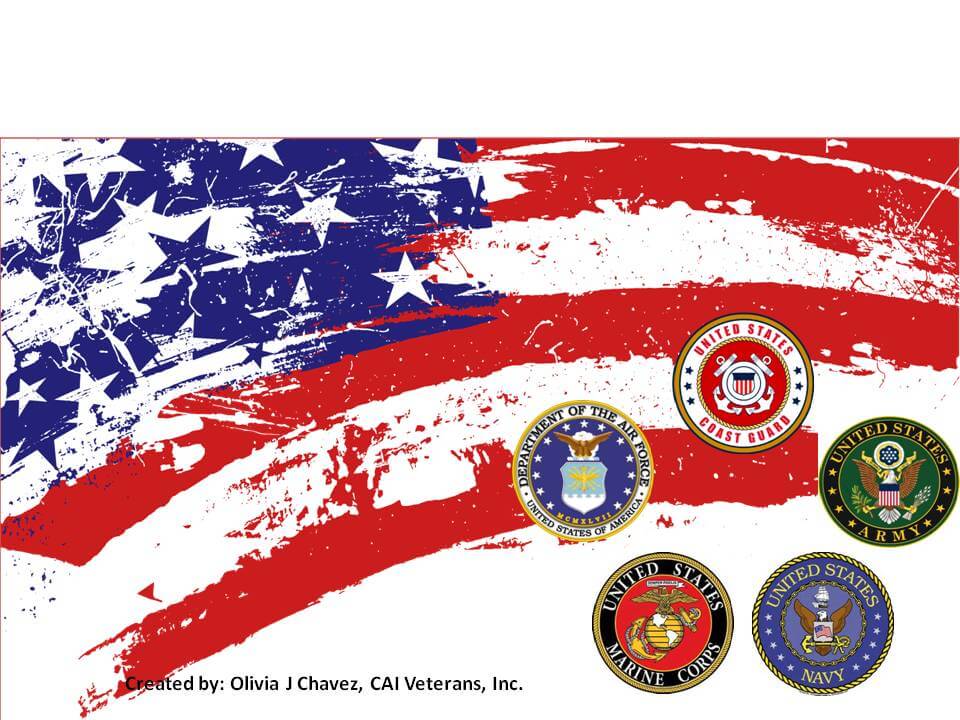 UNITED STATES
COAST GUARD
DEPARTMENT OF THE AIR FORCE
MCMXLVII
UNITED STATES OF AMERICA
UNITED STATES
ARMY
UNITED STATES
MARINE CORPS
UNITED STATES
NAVY
Created by: Olivia J Chavez, CAI Veterans, Inc.